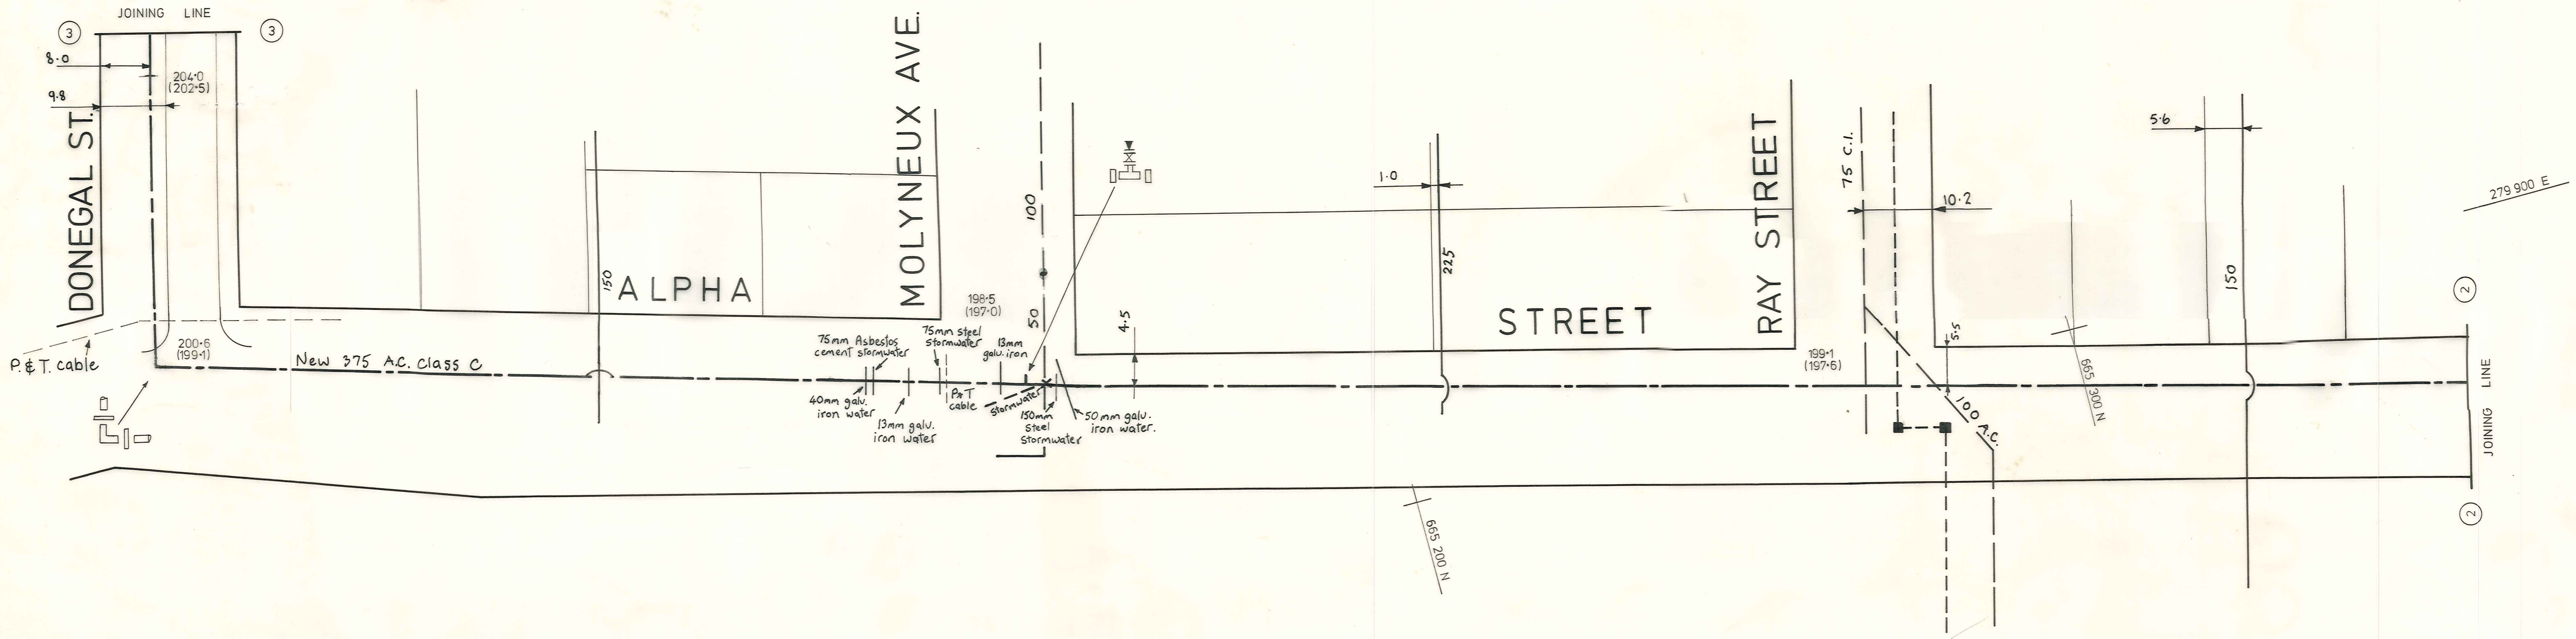 JOINING LINE
3
3
8.0
204.0
(202.5)
9.8
DONEGAL ST.
P.&T. cable
200.6
(199.1)
New 375 A.C. Class C
150
ALPHA
MOLYNEUX AVE.
198.5
(197.0)
100
50
75mm Asbestos
cement stormwater
75mm steel
stormwater
13mm
galv. iron
40mm galv.
iron water
13mm galv.
iron water
P&T
cable
Stormwater
150mm
Steel
Stormwater
50mm galv.
iron water.
4.5
1.0
225
STREET
RAY STREET
199.1
(197.6)
75 C.I.
10.2
5.5
100 A.C.
665 200 N
665 300 N
5.6
150
279 900 E
2
JOINING LINE
2